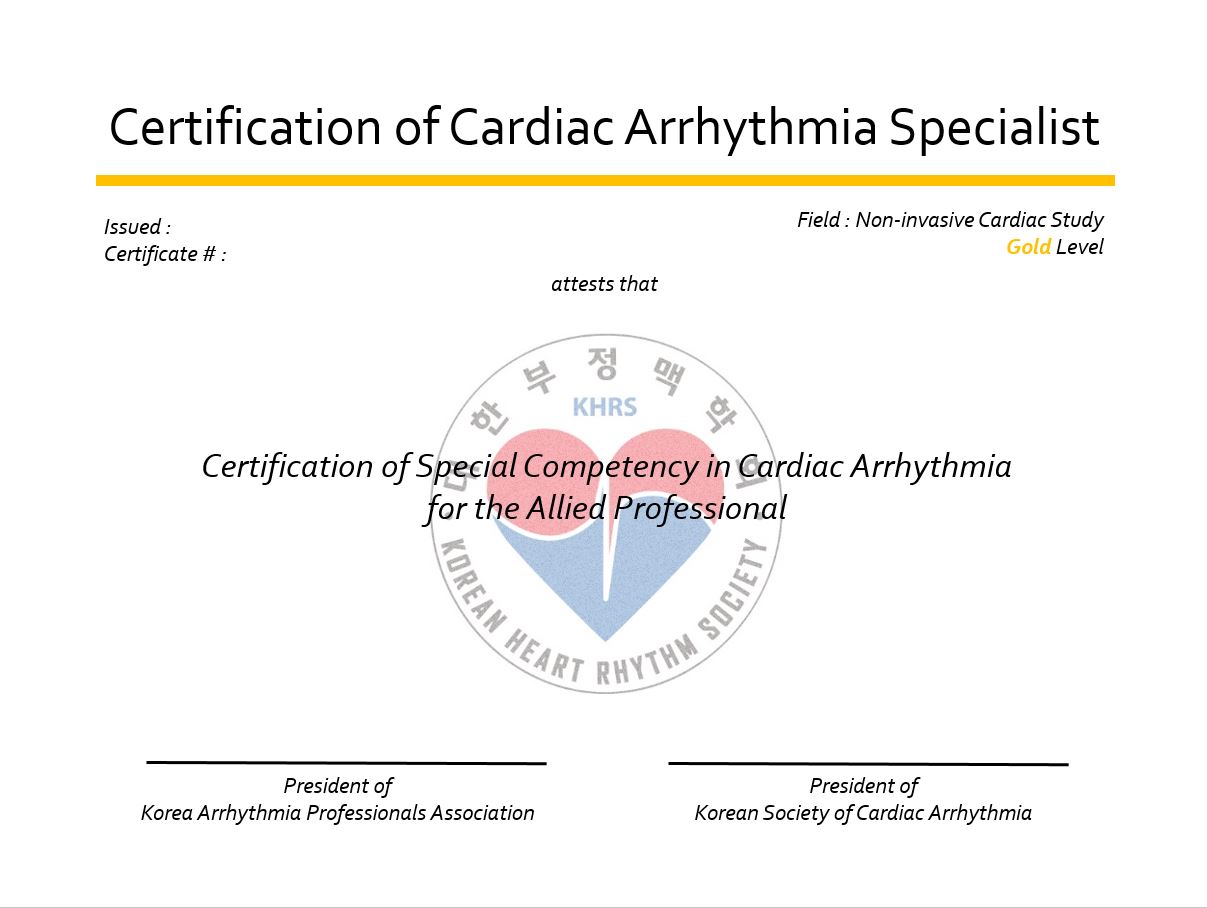 Certification of Cardiac Arrhythmia Specialist
Issued :
Certificate # :
Field : Non-invasive Cardiac Study
Gold Level
attests that
대한부정맥학회
KHRS
Certification of Special Competency in Cardiac Arrhythmia
for the Allied Professional
KOREAN HEART RHYTHM SOCIETY
President of
Korea Arrhythmia Professionals Association
President of
Korean Society of Cardiac Arrhythmia